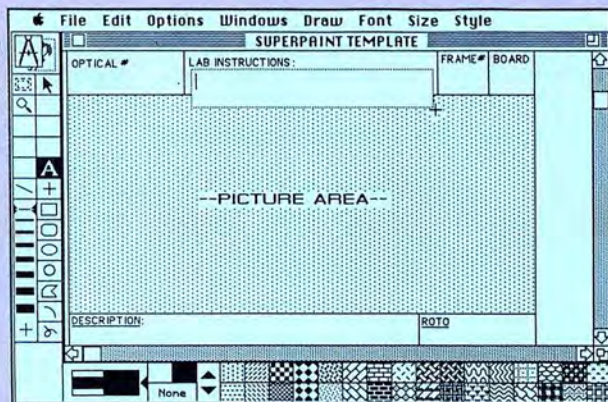 File Edit Options Windows Draw Font Size Style
SUPERPAINT TEMPLATE
OPTICAL # LAB INSTRUCTIONS: FRAME# BOARD
A
--PICTURE AREA--
DESCRIPTION: ROTO
None